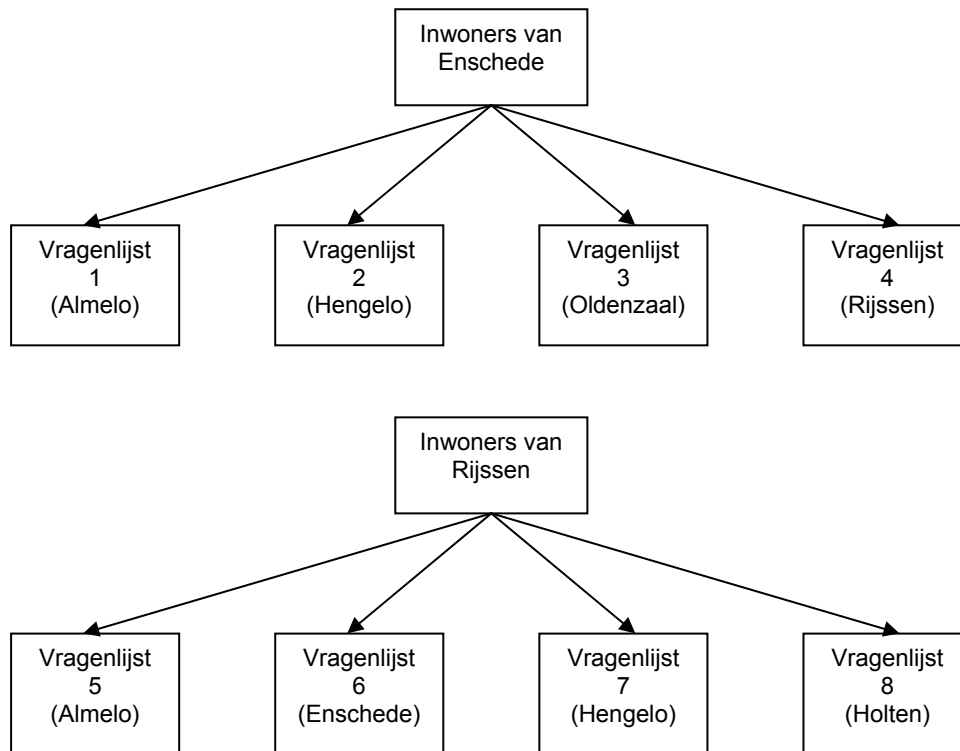 Inwoners van
Enschede
Vragenlijst
1
(Almelo)
Vragenlijst
2
(Hengelo)
Vragenlijst
3
(Oldenzaal)
Vragenlijst
4
(Rijssen)
Inwoners van
Rijssen
Vragenlijst
5
(Almelo)
Vragenlijst
6
(Enschede)
Vragenlijst
7
(Hengelo)
Vragenlijst
8
(Holten)